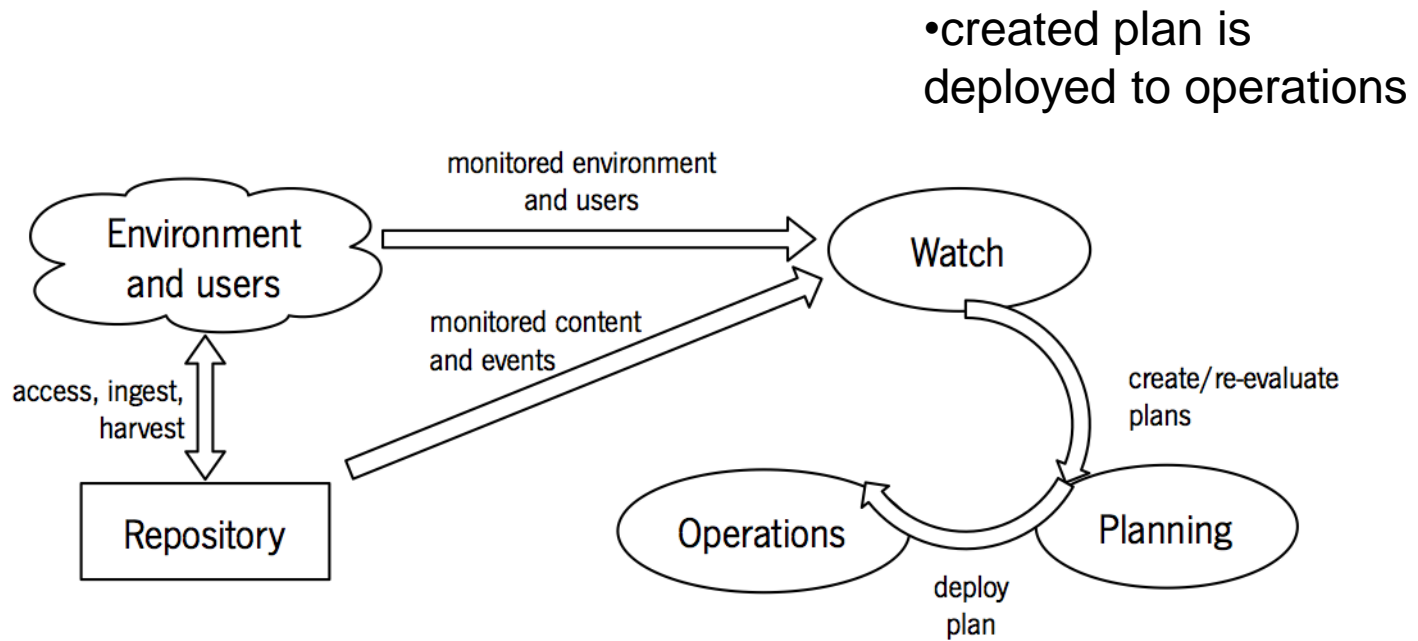 •created plan is
deployed to operations
monitored environment
and users
Environment
and users
Watch
monitored content
and events
access, ingest,
harvest
create/re-evaluate
plans
Repository
Operations
Planning
deploy
plan